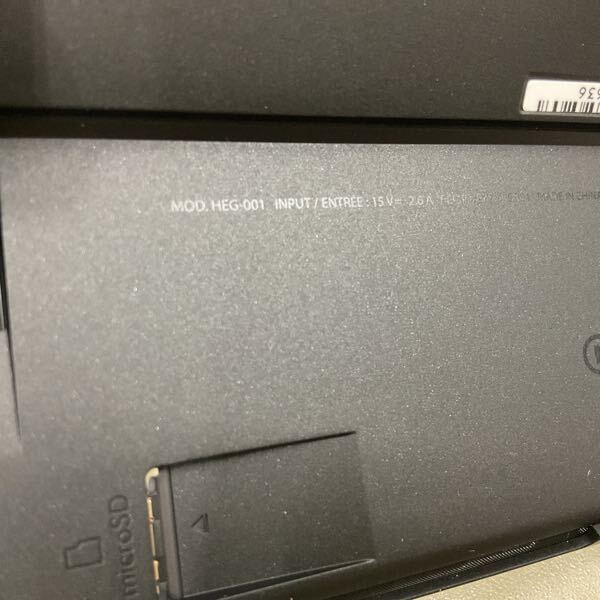 636
MOD. HEG-001 INPUT / ENTRÉE : 15 V⎓ 2.6 A MADE IN CHINA
microSD